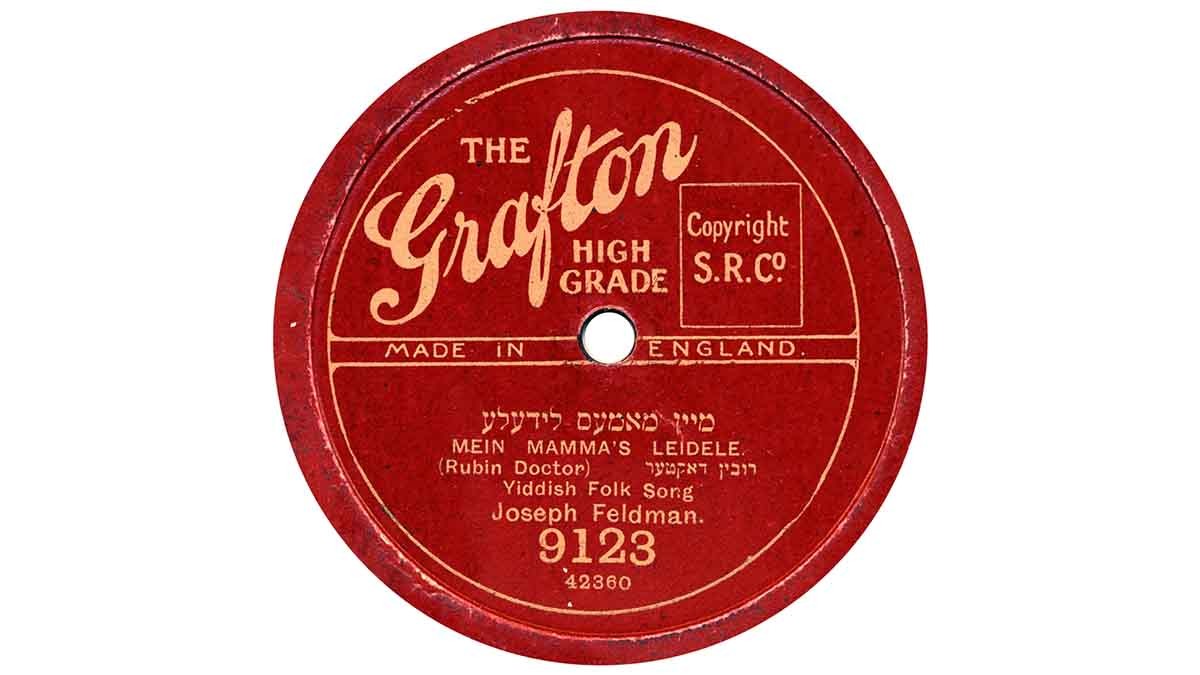 THE Grafton
HIGH GRADE
Copyright
S.R.Cº.
MADE IN ENGLAND.
מיין מאמעס לידעלע
MEIN MAMMA'S LEIDELE.
(Rubin Doctor) רובין דאקטער
Yiddish Folk Song
Joseph Feldman.
9123
42360